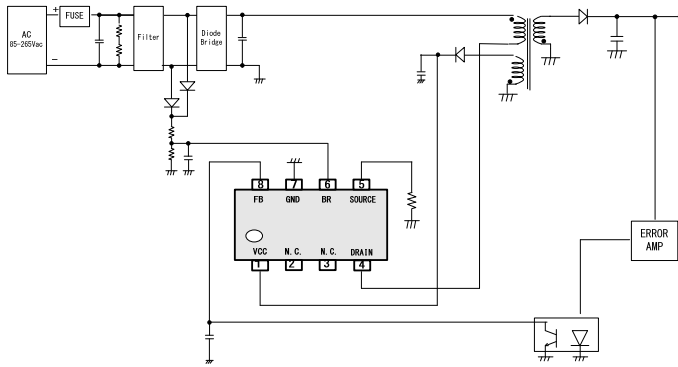 AC
85-265Vac
+
−
FUSE
Filter
Diode
Bridge
8 7 6 5
FB GND BR SOURCE
VCC N.C. N.C. DRAIN
1 2 3 4
ERROR
AMP